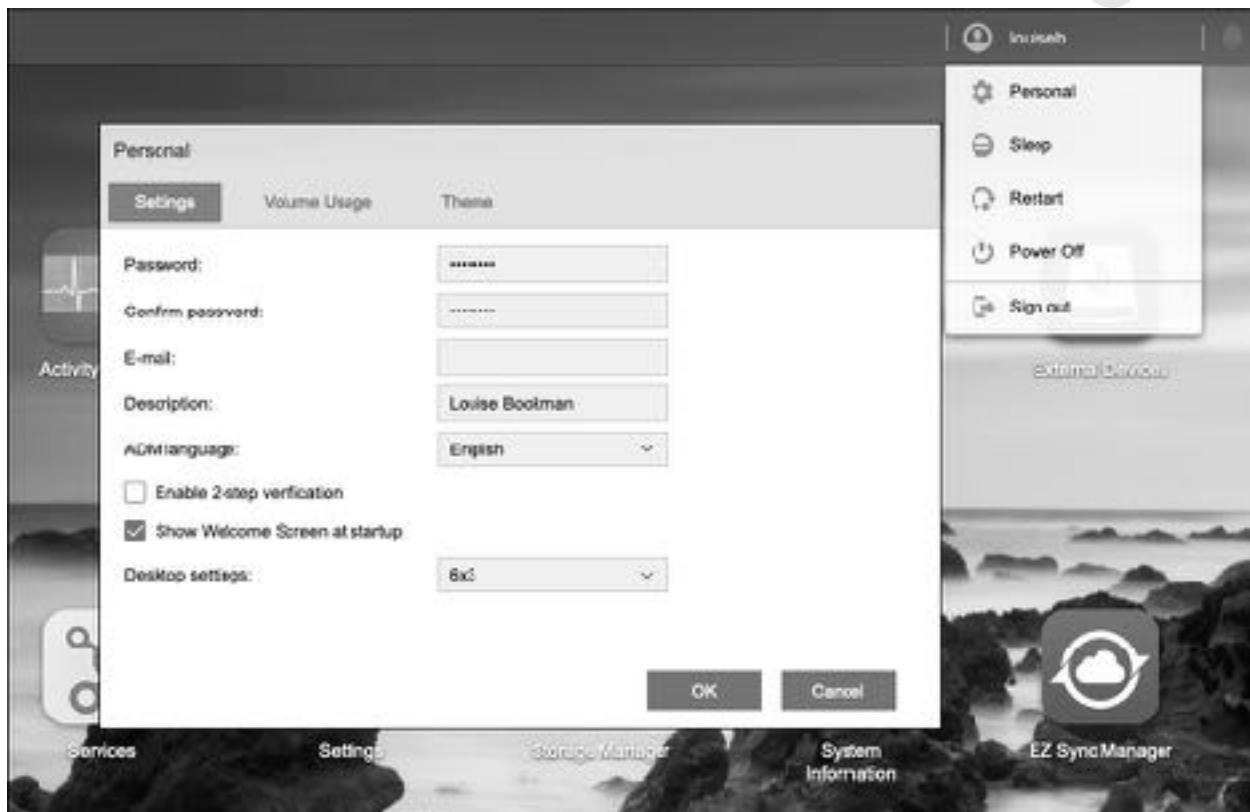 Personal
Personal
Sleep
Settings
Volume Usage
Theme
Restart
Power Off
Password:
Sign out
Confirm password:
E-mail:
Activity
External Devices
Description:
Louise Bookman
ADM language:
English
Enable 2-step verification
Show Welcome Screen at startup
Desktop settings:
OK
Cancel
Services
Settings
Storage Manager
System
Information
EZ Sync Manager